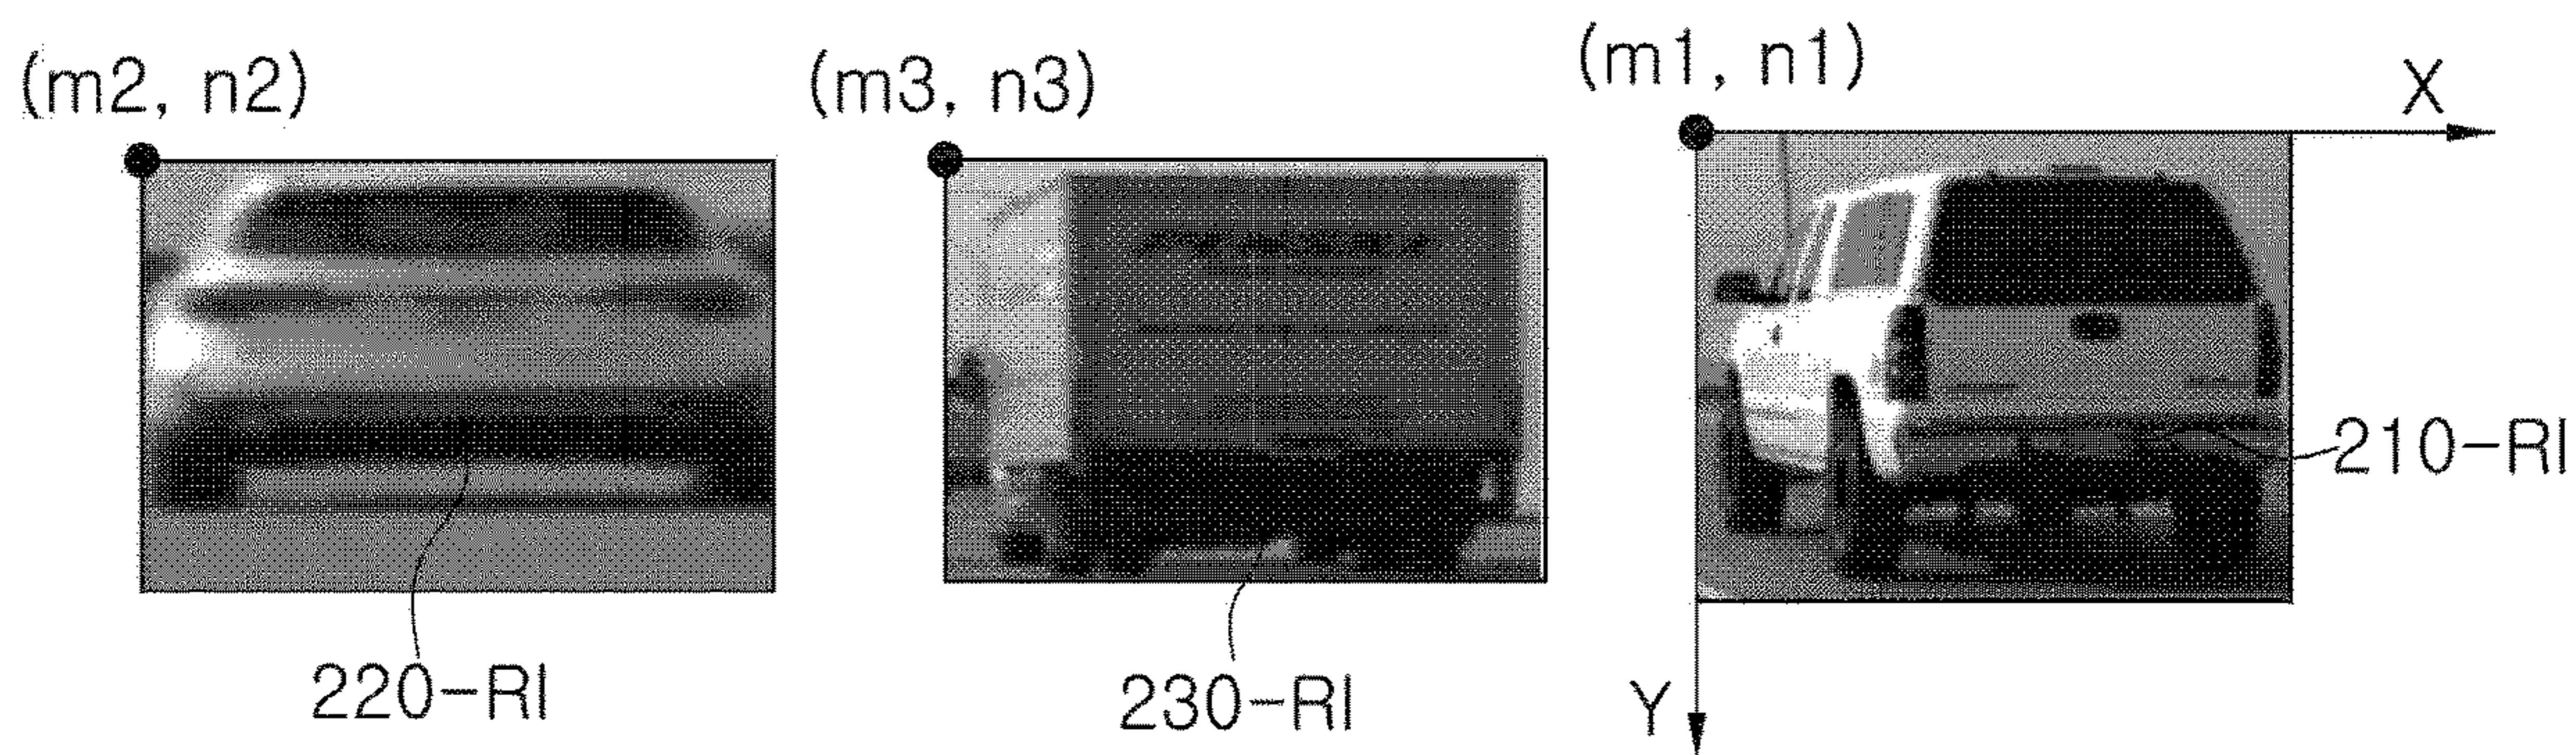 (m2, n2)
(m3, n3)
(m1, n1)
X
210-RI
220-RI
230-RI
Y